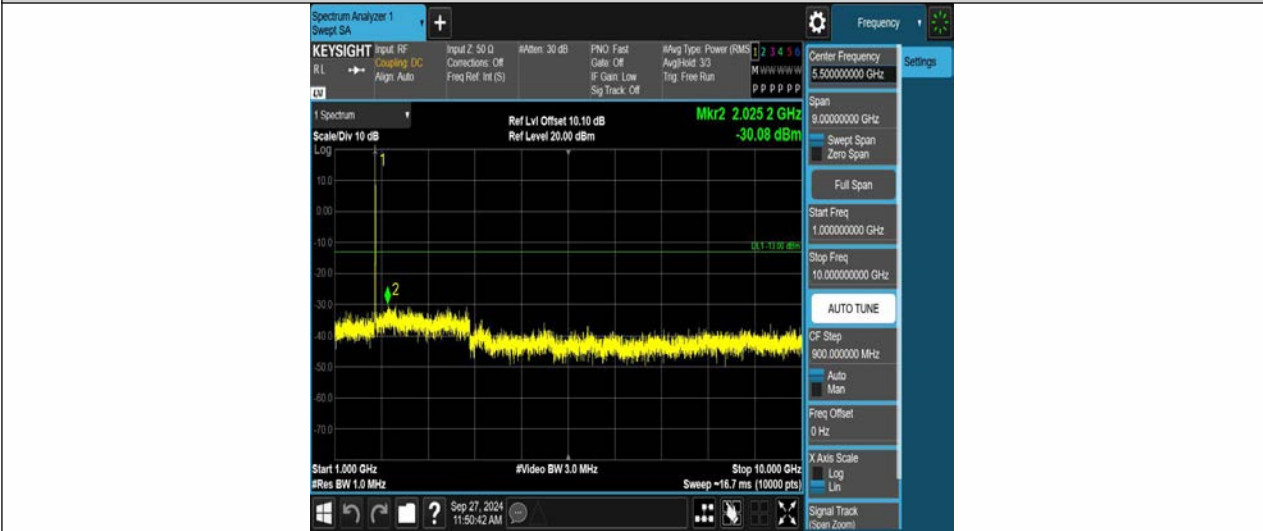 Spectrum Analyzer 1
Swept SA
Frequency
KEYSIGHT
RL
LV
Input: RF
Coupling: DC
Align: Auto
Input Z: 50 Ω
Corrections: Off
Freq Ref: Int (S)
#Atten: 30 dB
PNO: Fast
Gate: Off
IF Gain: Low
Sig Track: Off
#Avg Type: Power (RMS
Avg|Hold: 3/3
Trig: Free Run
1 2 3 4 5 6
M W W W W W
P P P P P P
1 Spectrum
Scale/Div 10 dB
Log
Ref Lvl Offset 10.10 dB
Ref Level 20.00 dBm
Mkr2 2.025 2 GHz
-30.08 dBm
1
10.0
0.00
-10.0
DL1 -13.00 dBm
-20.0
2
-30.0
-40.0
-50.0
-60.0
-70.0
Start 1.000 GHz
#Res BW 1.0 MHz
#Video BW 3.0 MHz
Stop 10.000 GHz
Sweep ~16.7 ms (10000 pts)
Sep 27, 2024
11:50:42 AM
Center Frequency
5.500000000 GHz
Settings
Span
9.00000000 GHz
Swept Span
Zero Span
Full Span
Start Freq
1.000000000 GHz
Stop Freq
10.000000000 GHz
AUTO TUNE
CF Step
900.000000 MHz
Auto
Man
Freq Offset
0 Hz
X Axis Scale
Log
Lin
Signal Track
(Span Zoom)